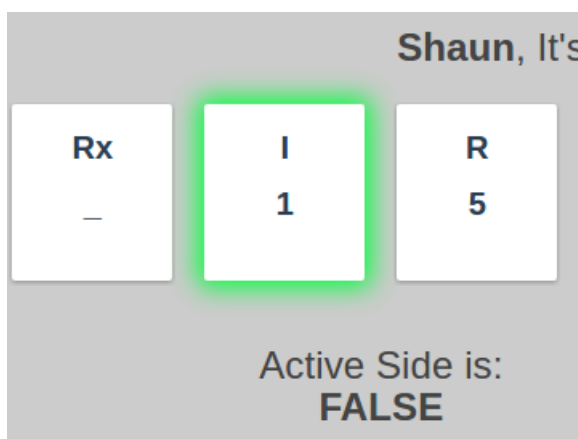 Shaun, It's
Rx I R
_ 1 5
Active Side is:
FALSE